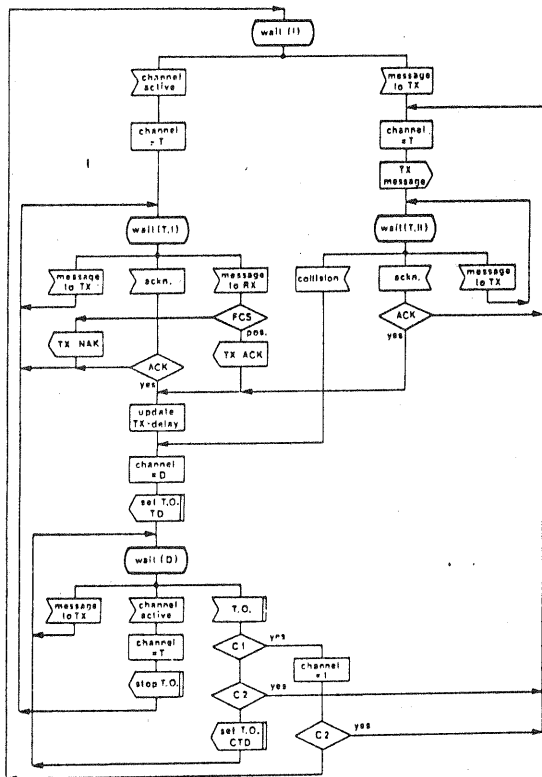 wait (I)
channel
active
message
to TX
channel
= T
channel
= T
TX
message
wait(T,I)
wait(T,II)
message
to TX
ackn.
message
to RX
collision
ackn.
message
to TX
FCS
pos.
ACK
yes
TX NAK
ACK
yes
TX ACK
update
TX-delay
channel
= D
set T.O.
TD
wait (D)
message
to TX
channel
active
T.O.
channel
= T
C1
yes
channel
= I
stop T.O.
C2
yes
set T.O.
CTD
C2
yes